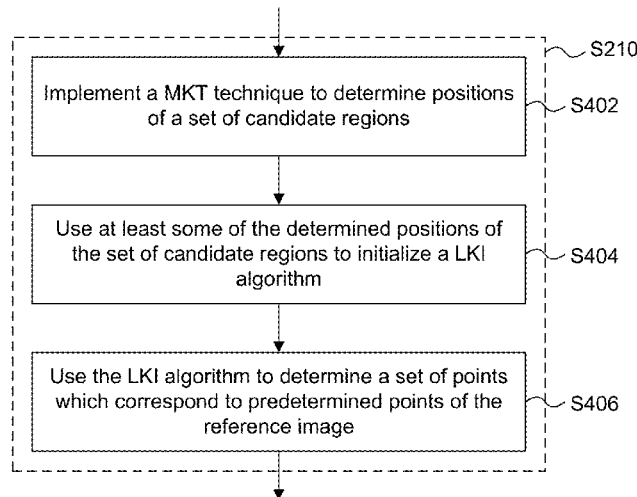 S210
Implement a MKT technique to determine positions
of a set of candidate regions
S402
Use at least some of the determined positions of
the set of candidate regions to initialize a LKI
algorithm
S404
Use the LKI algorithm to determine a set of points
which correspond to predetermined points of the
reference image
S406